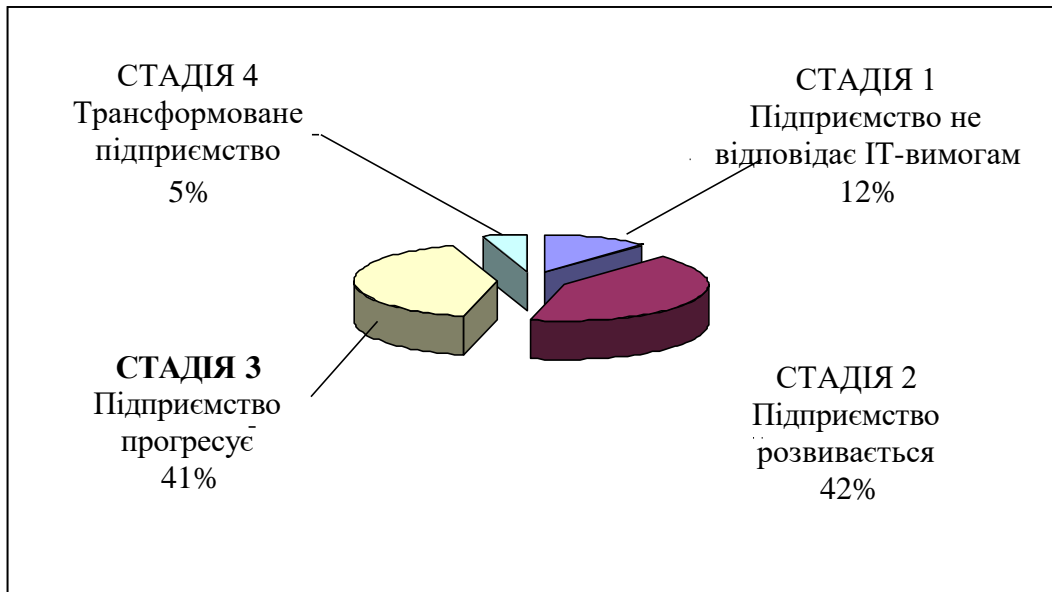 СТАДІЯ 4
Трансформоване
підприємство
5%
СТАДІЯ 1
Підприємство не
відповідає ІТ-вимогам
12%
СТАДІЯ 3
Підприємство
прогресує
41%
СТАДІЯ 2
Підприємство
розвивається
42%